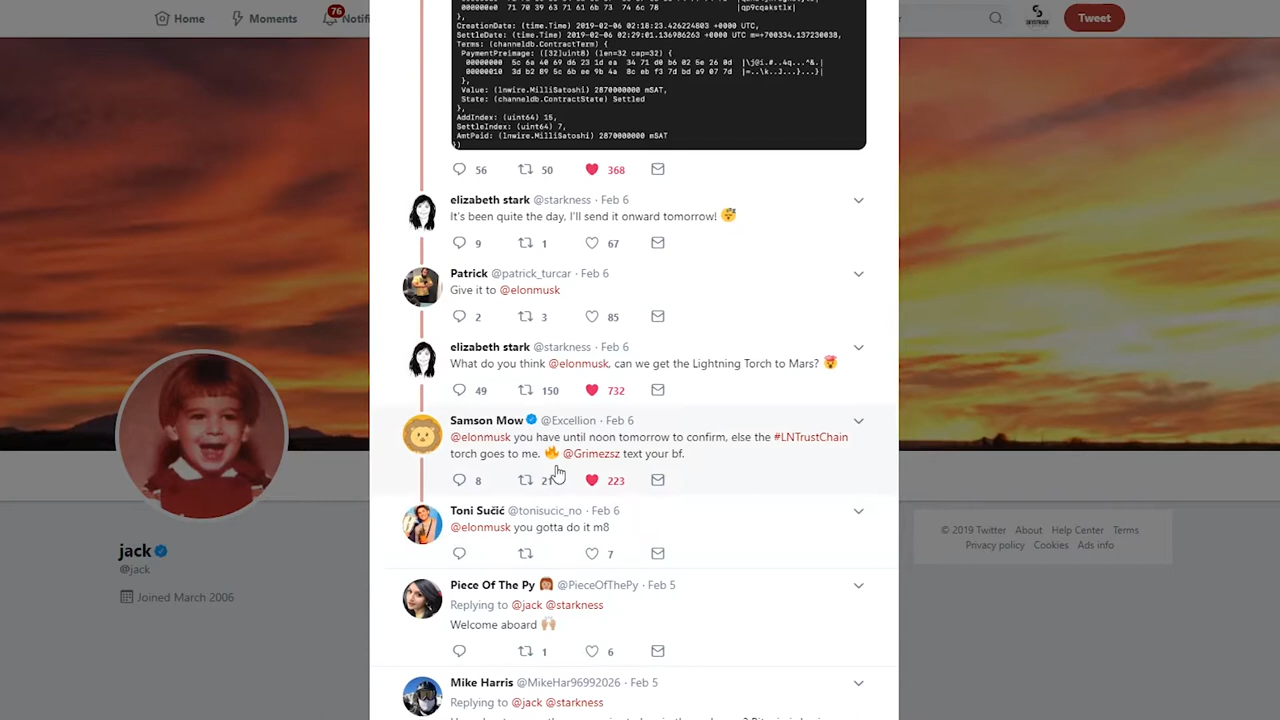 Home
Moments
76
Notifi
Tweet
},
CreationDate: (time.Time) 2019-02-06 02:18:23.426224803 +0000 UTC,
SettleDate: (time.Time) 2019-02-06 02:29:01.136986263 +0000 UTC m=+700334.137230038,
Terms: (channeldb.ContractTerm) {
PaymentPreimage: ([32]uint8) (len=32 cap=32) {
},
Value: (lnwire.MilliSatoshi) 2870000000 mSAT,
State: (channeldb.ContractState) Settled
},
AddIndex: (uint64) 15,
SettleIndex: (uint64) 7,
AmtPaid: (lnwire.MilliSatoshi) 2870000000 mSAT
})
56 50 368
elizabeth stark @starkness · Feb 6
It's been quite the day, I'll send it onward tomorrow! 😴
9 1 67
Patrick @patrick_turcar · Feb 6
Give it to @elonmusk
2 3 85
elizabeth stark @starkness · Feb 6
What do you think @elonmusk, can we get the Lightning Torch to Mars? 🤯
49 150 732
Samson Mow @Excellion · Feb 6
@elonmusk you have until noon tomorrow to confirm, else the #LNTrustChain
torch goes to me. 🔥 @Grimezsz text your bf.
8 21 223
Toni Sučić @tonisucic_no · Feb 6
@elonmusk you gotta do it m8
7
Piece Of The Py @PieceOfThePy · Feb 5
Replying to @jack @starkness
Welcome aboard 🙌🏼
1 6
Mike Harris @MikeHar96992026 · Feb 5
Replying to @jack @starkness
jack
@jack
Joined March 2006
© 2019 Twitter About Help Center Terms
Privacy policy Cookies Ads info